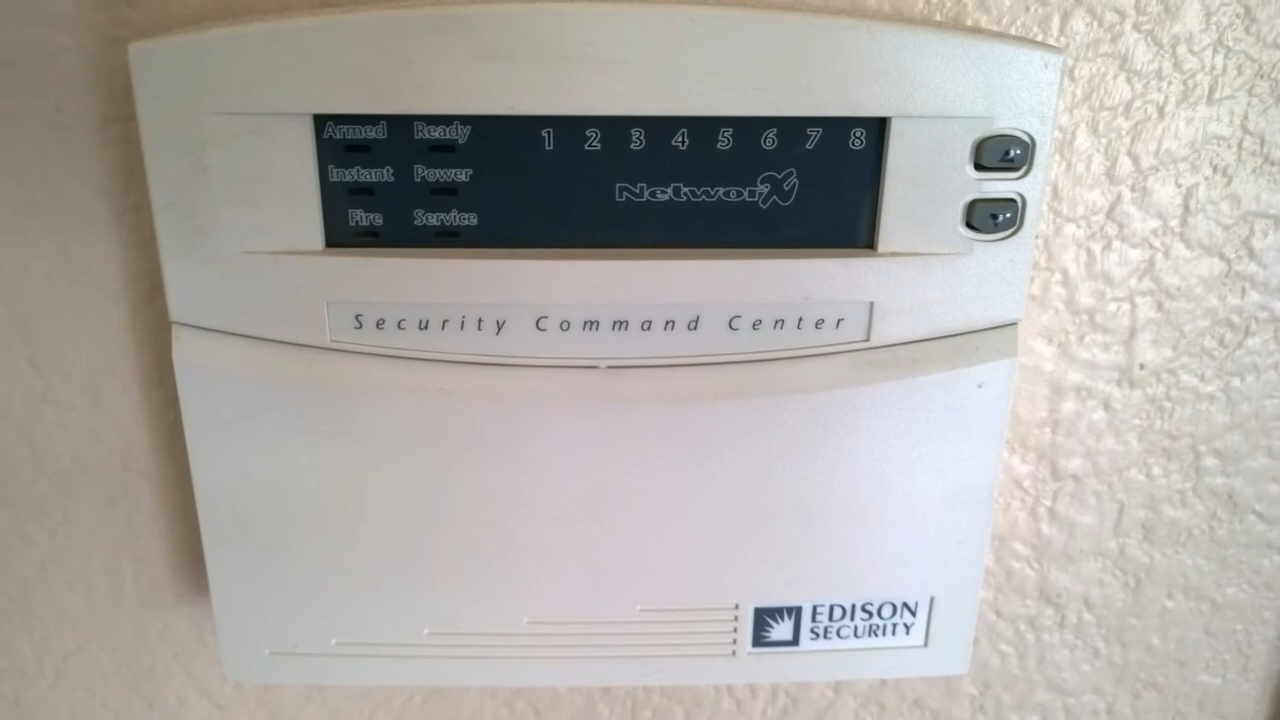 Armed Ready 1 2 3 4 5 6 7 8
Instant Power NetworX
Fire Service
Security Command Center
EDISON
SECURITY